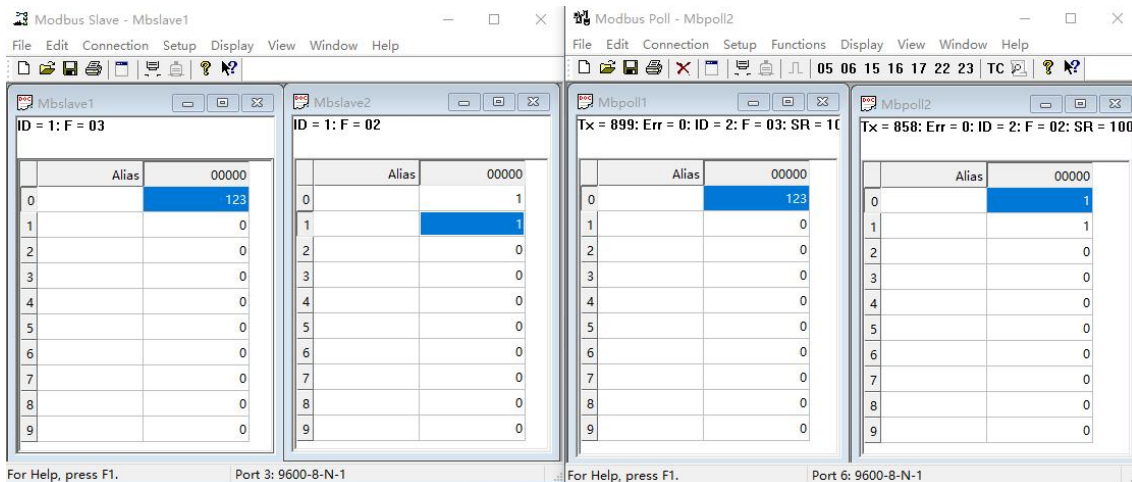 Modbus Slave - Mbslave1
File Edit Connection Setup Display View Window Help
Mbslave1
ID = 1: F = 03
Alias 00000
0 123
1 0
2 0
3 0
4 0
5 0
6 0
7 0
8 0
9 0
Mbslave2
ID = 1: F = 02
Alias 00000
0 1
1 1
2 0
3 0
4 0
5 0
6 0
7 0
8 0
9 0
For Help, press F1. Port 3: 9600-8-N-1
Modbus Poll - Mbpoll2
File Edit Connection Setup Functions Display View Window Help
05 06 15 16 17 22 23 TC
Mbpoll1
Tx = 899: Err = 0: ID = 2: F = 03: SR = 10
Alias 00000
0 123
1 0
2 0
3 0
4 0
5 0
6 0
7 0
8 0
9 0
Mbpoll2
Tx = 858: Err = 0: ID = 2: F = 02: SR = 100
Alias 00000
0 1
1 1
2 0
3 0
4 0
5 0
6 0
7 0
8 0
9 0
For Help, press F1. Port 6: 9600-8-N-1